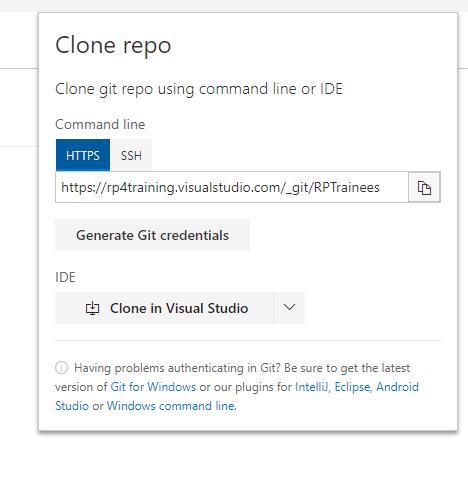 Clone repo
Clone git repo using command line or IDE
Command line
HTTPS SSH
https://rp4training.visualstudio.com/_git/RPTrainees
Generate Git credentials
IDE
Clone in Visual Studio
Having problems authenticating in Git? Be sure to get the latest
version of Git for Windows or our plugins for IntelliJ, Eclipse, Android
Studio or Windows command line.